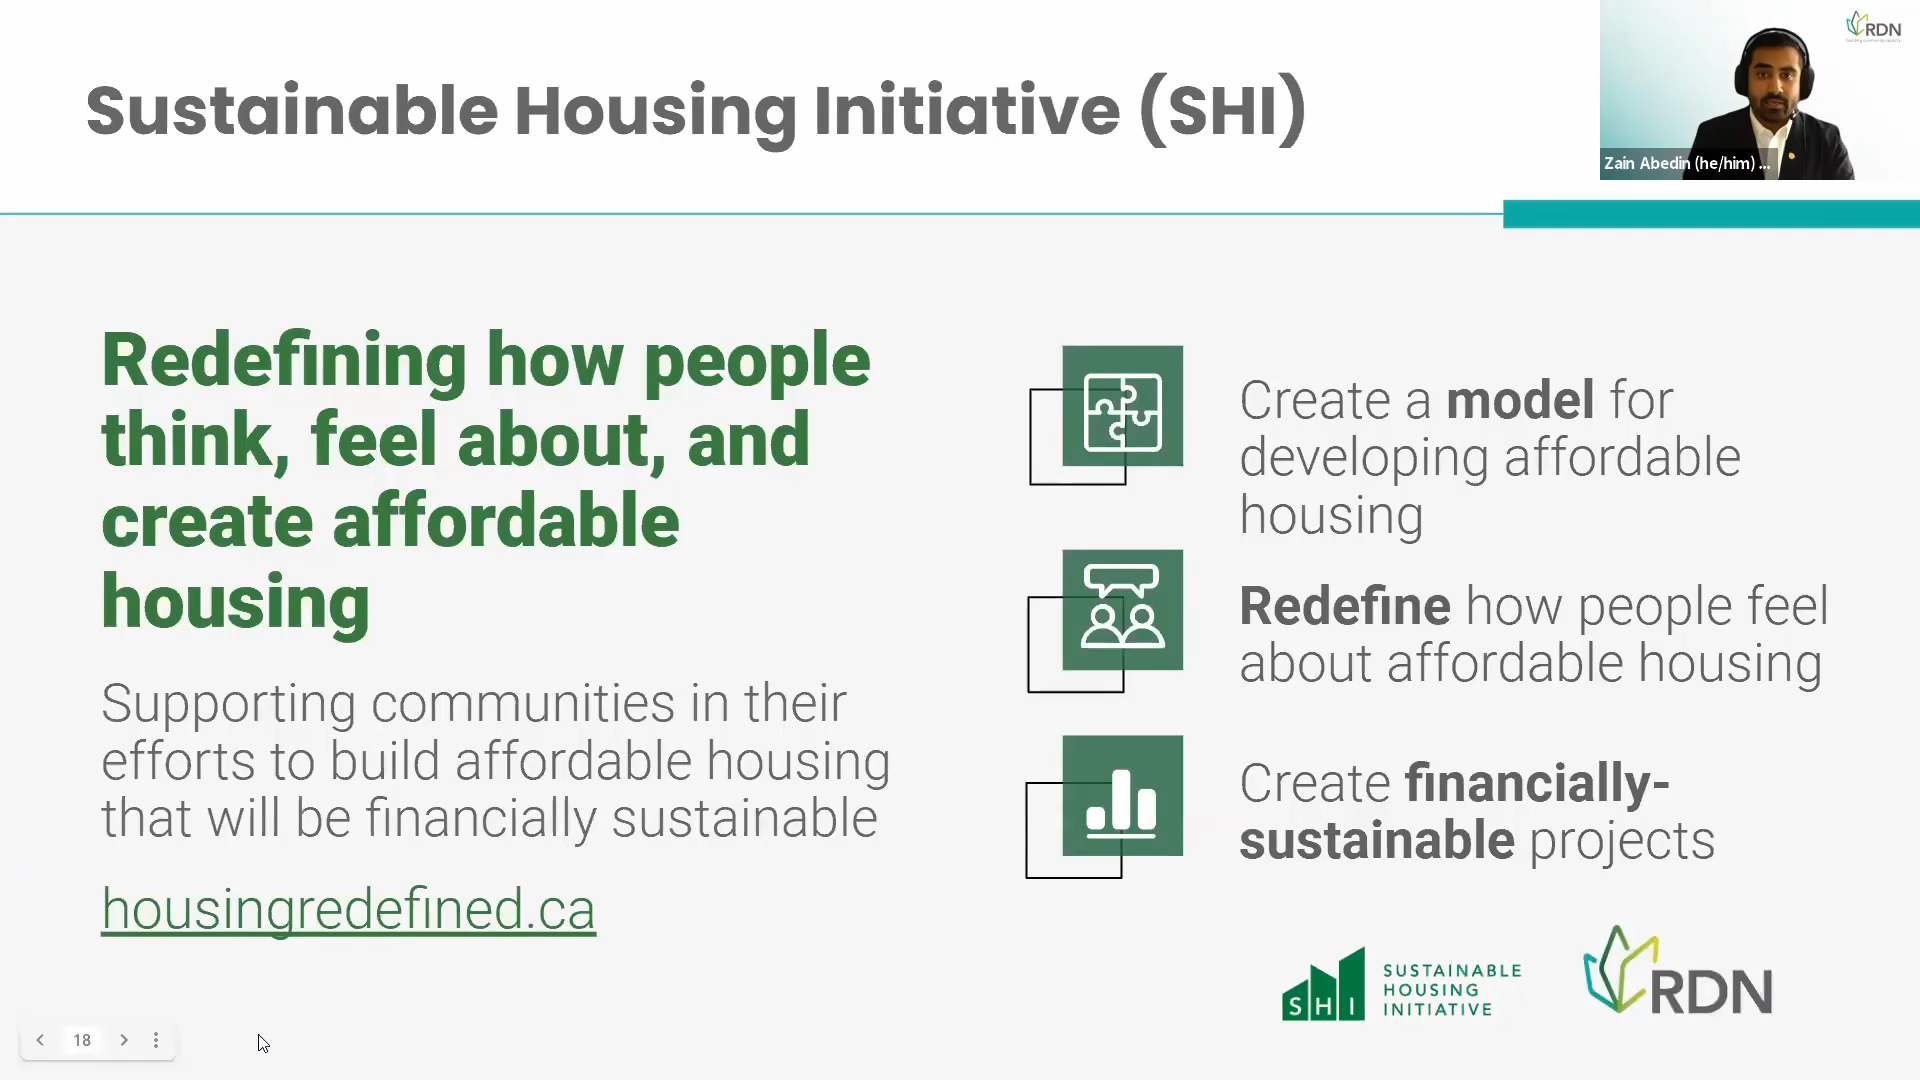 Sustainable Housing Initiative (SHI)
RDN
Zain Abedin (he/him) ...
Redefining how people
think, feel about, and
create affordable
housing
Supporting communities in their
efforts to build affordable housing
that will be financially sustainable
housingredefined.ca
Create a model for
developing affordable
housing
Redefine how people feel
about affordable housing
Create financially-
sustainable projects
SHI
SUSTAINABLE
HOUSING
INITIATIVE
RDN
18